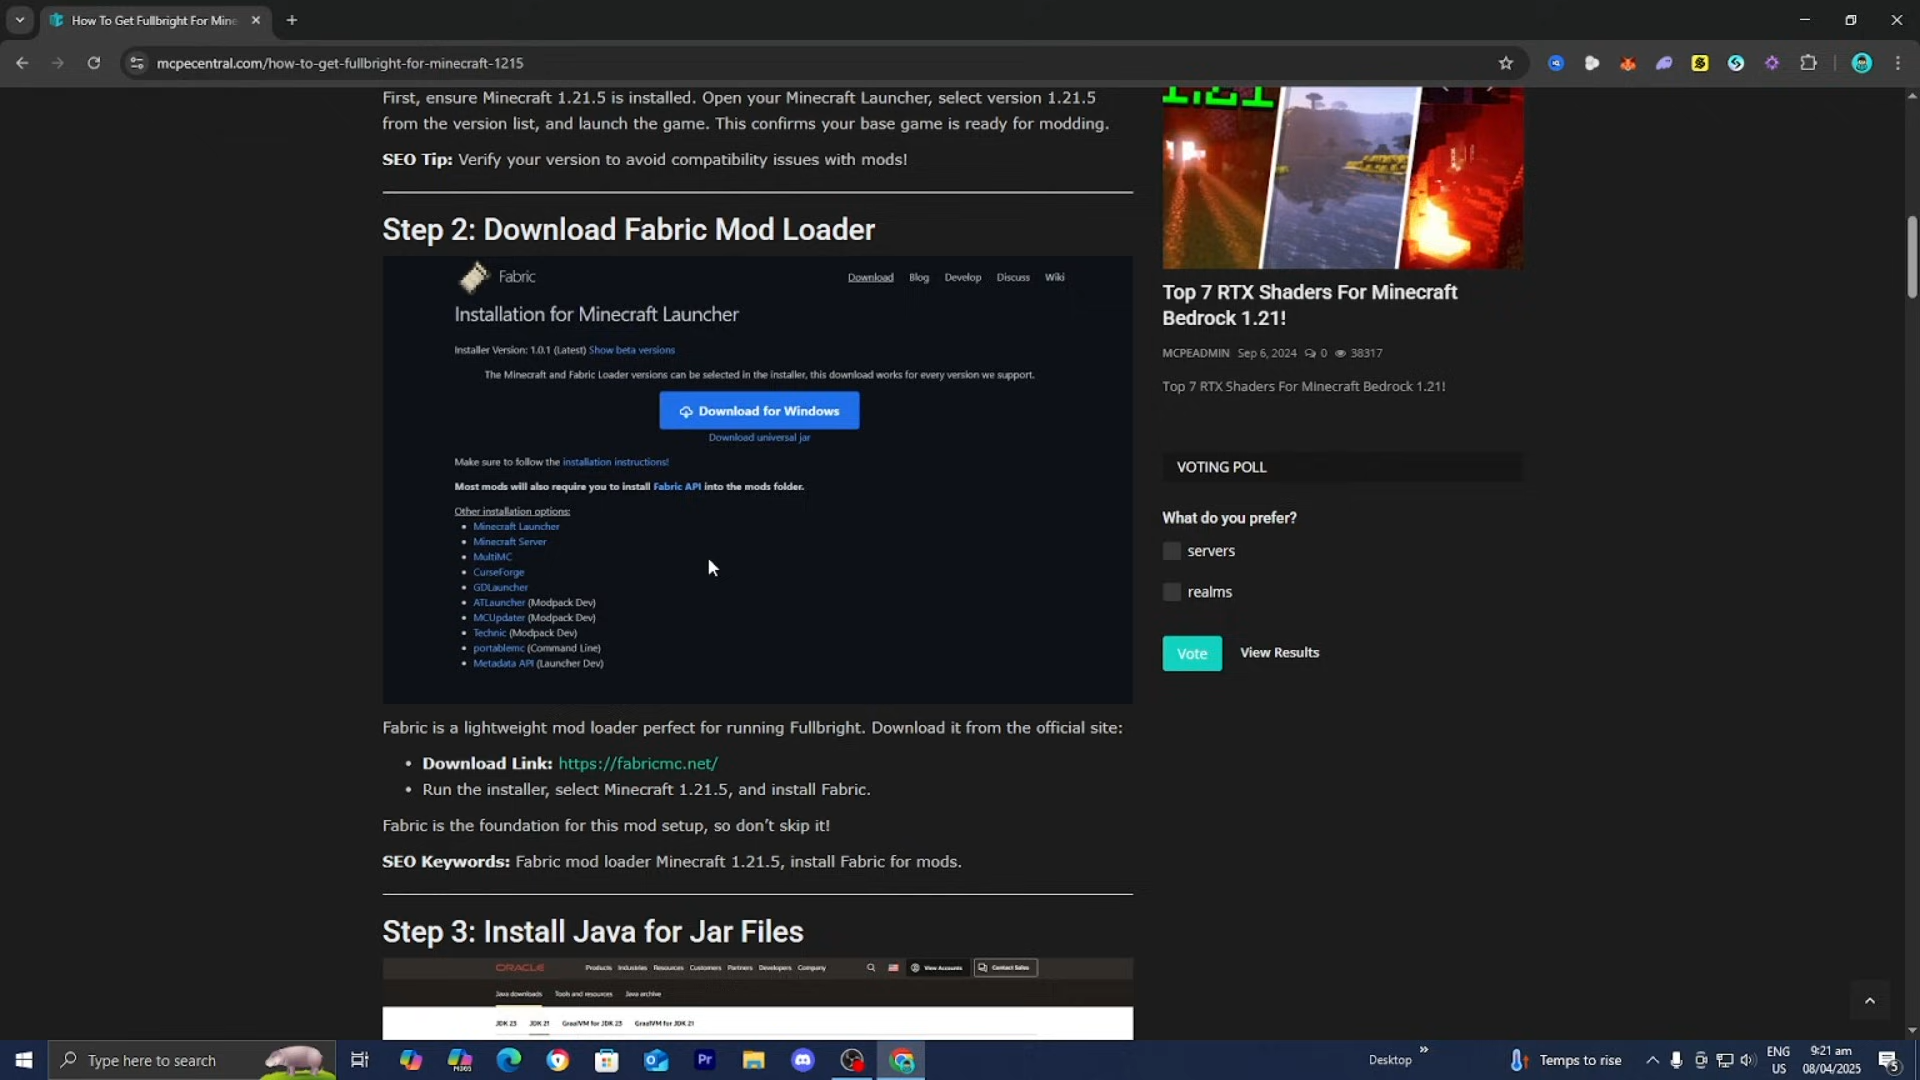 How To Get Fullbright For Mine
mcpecentral.com/how-to-get-fullbright-for-minecraft-1215
First, ensure Minecraft 1.21.5 is installed. Open your Minecraft Launcher, select version 1.21.5
from the version list, and launch the game. This confirms your base game is ready for modding.
SEO Tip: Verify your version to avoid compatibility issues with mods!
Step 2: Download Fabric Mod Loader
Fabric
Download Blog Develop Discuss Wiki
Installation for Minecraft Launcher
Installer Version: 1.0.1 (Latest) Show beta versions
The Minecraft and Fabric Loader versions can be selected in the installer, this download works for every version we support.
Download for Windows
Download universal jar
Make sure to follow the installation instructions!
Most mods will also require you to install Fabric API into the mods folder.
Other installation options:
• Minecraft Launcher
• Minecraft Server
• MultiMC
• CurseForge
• GDLauncher
• ATLauncher (Modpack Dev)
• MCUpdater (Modpack Dev)
• Technic (Modpack Dev)
• portablemc (Command Line)
• Metadata API (Launcher Dev)
Fabric is a lightweight mod loader perfect for running Fullbright. Download it from the official site:
• Download Link: https://fabricmc.net/
• Run the installer, select Minecraft 1.21.5, and install Fabric.
Fabric is the foundation for this mod setup, so don’t skip it!
SEO Keywords: Fabric mod loader Minecraft 1.21.5, install Fabric for mods.
Step 3: Install Java for Jar Files
ORACLE Products Industries Resources Customers Partners Developers Company View Accounts Contact Sales
Java downloads Tools and resources Java archive
JDK 23 JDK 21 GraalVM for JDK 23 GraalVM for JDK 21
1.21
Top 7 RTX Shaders For Minecraft
Bedrock 1.21!
MCPEADMIN Sep 6, 2024 0 38317
Top 7 RTX Shaders For Minecraft Bedrock 1.21!
VOTING POLL
What do you prefer?
servers
realms
Vote View Results
Type here to search
M365
Pr
Desktop
Temps to rise
ENG
US
9:21 am
08/04/2025
5